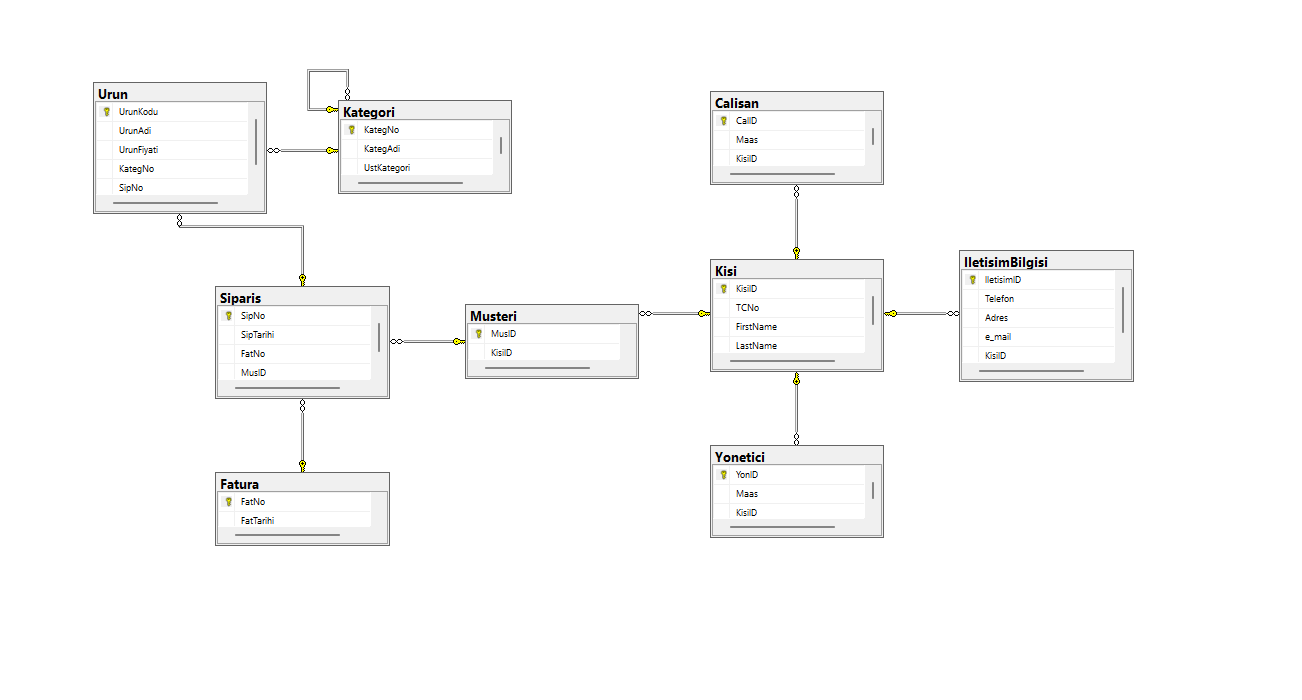 Urun
UrunKodu
UrunAdi
UrunFiyati
KategNo
SipNo
Kategori
KategNo
KategAdi
UstKategori
Calisan
CalID
Maas
KisiID
Siparis
SipNo
SipTarihi
FatNo
MusID
Musteri
MusID
KisiID
Kisi
KisiID
TCNo
FirstName
LastName
IletisimBilgisi
IletisimID
Telefon
Adres
e_mail
KisiID
Fatura
FatNo
FatTarihi
Yonetici
YonID
Maas
KisiID